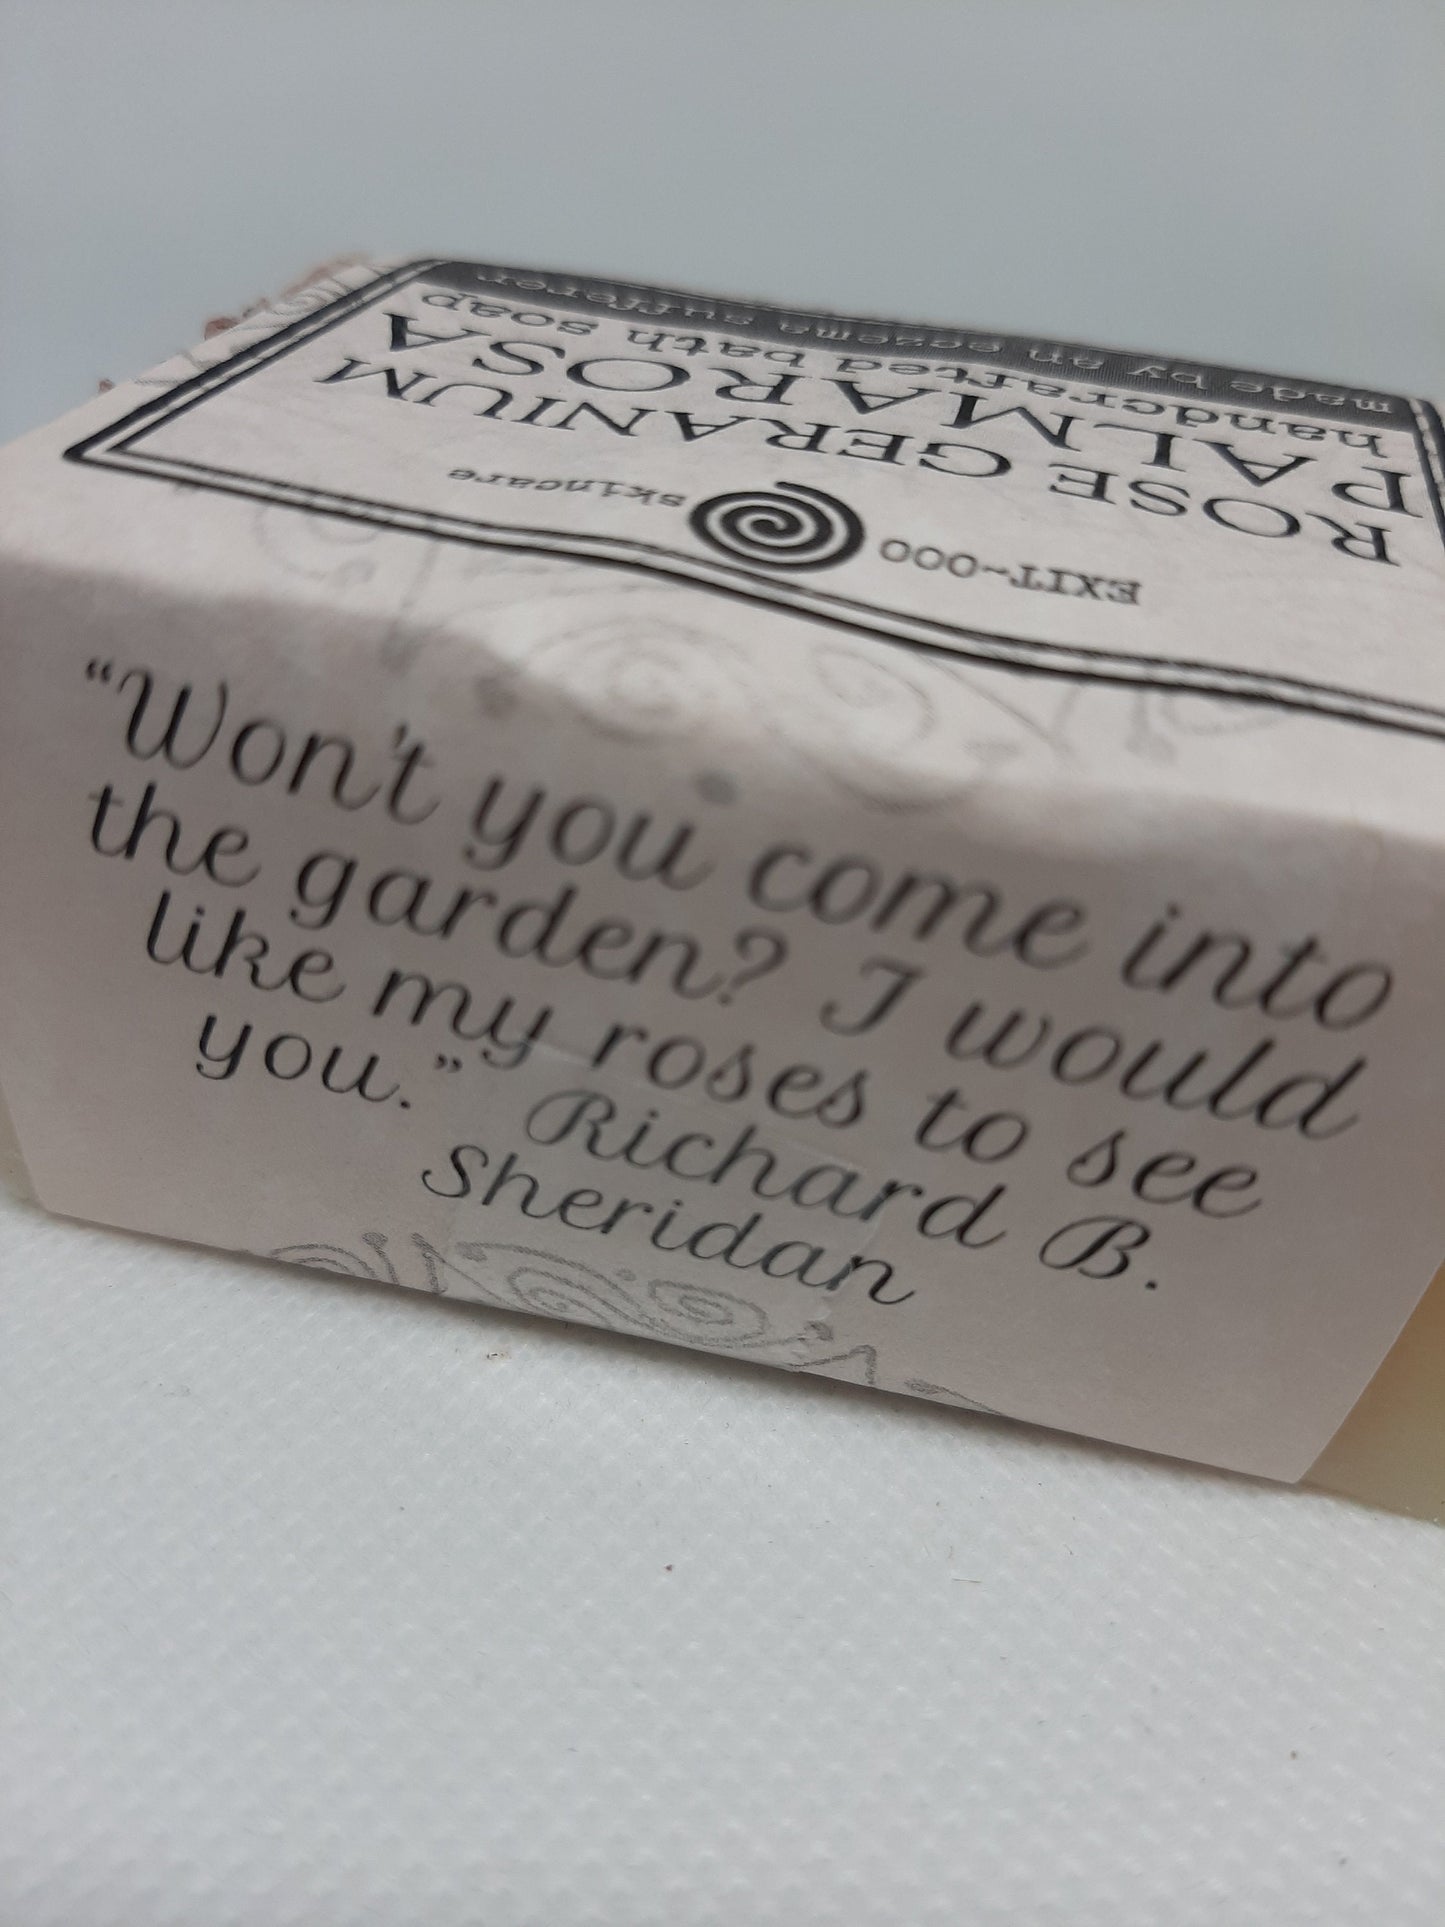 EXIT~000 skincare
ROSE GERANIUM
PALMAROSA
handcrafted bath soap
made by an eczema sufferer
“Won't you come into
the garden? I would
like my roses to see
you.” Richard B.
Sheridan